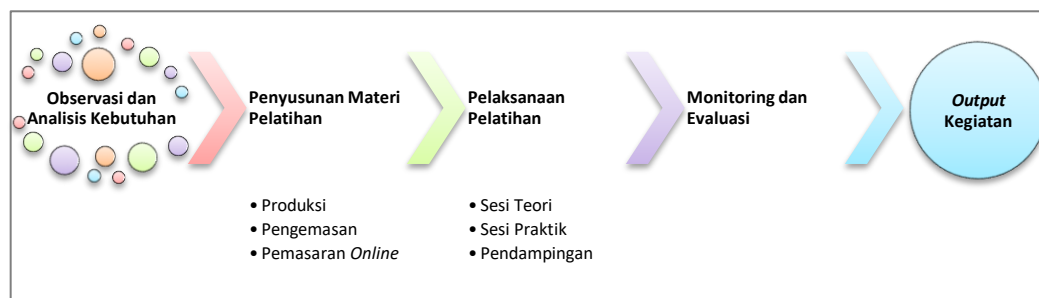 Observasi dan
Analisis Kebutuhan
Penyusunan Materi
Pelatihan
• Produksi
• Pengemasan
• Pemasaran Online
Pelaksanaan
Pelatihan
• Sesi Teori
• Sesi Praktik
• Pendampingan
Monitoring dan
Evaluasi
Output
Kegiatan